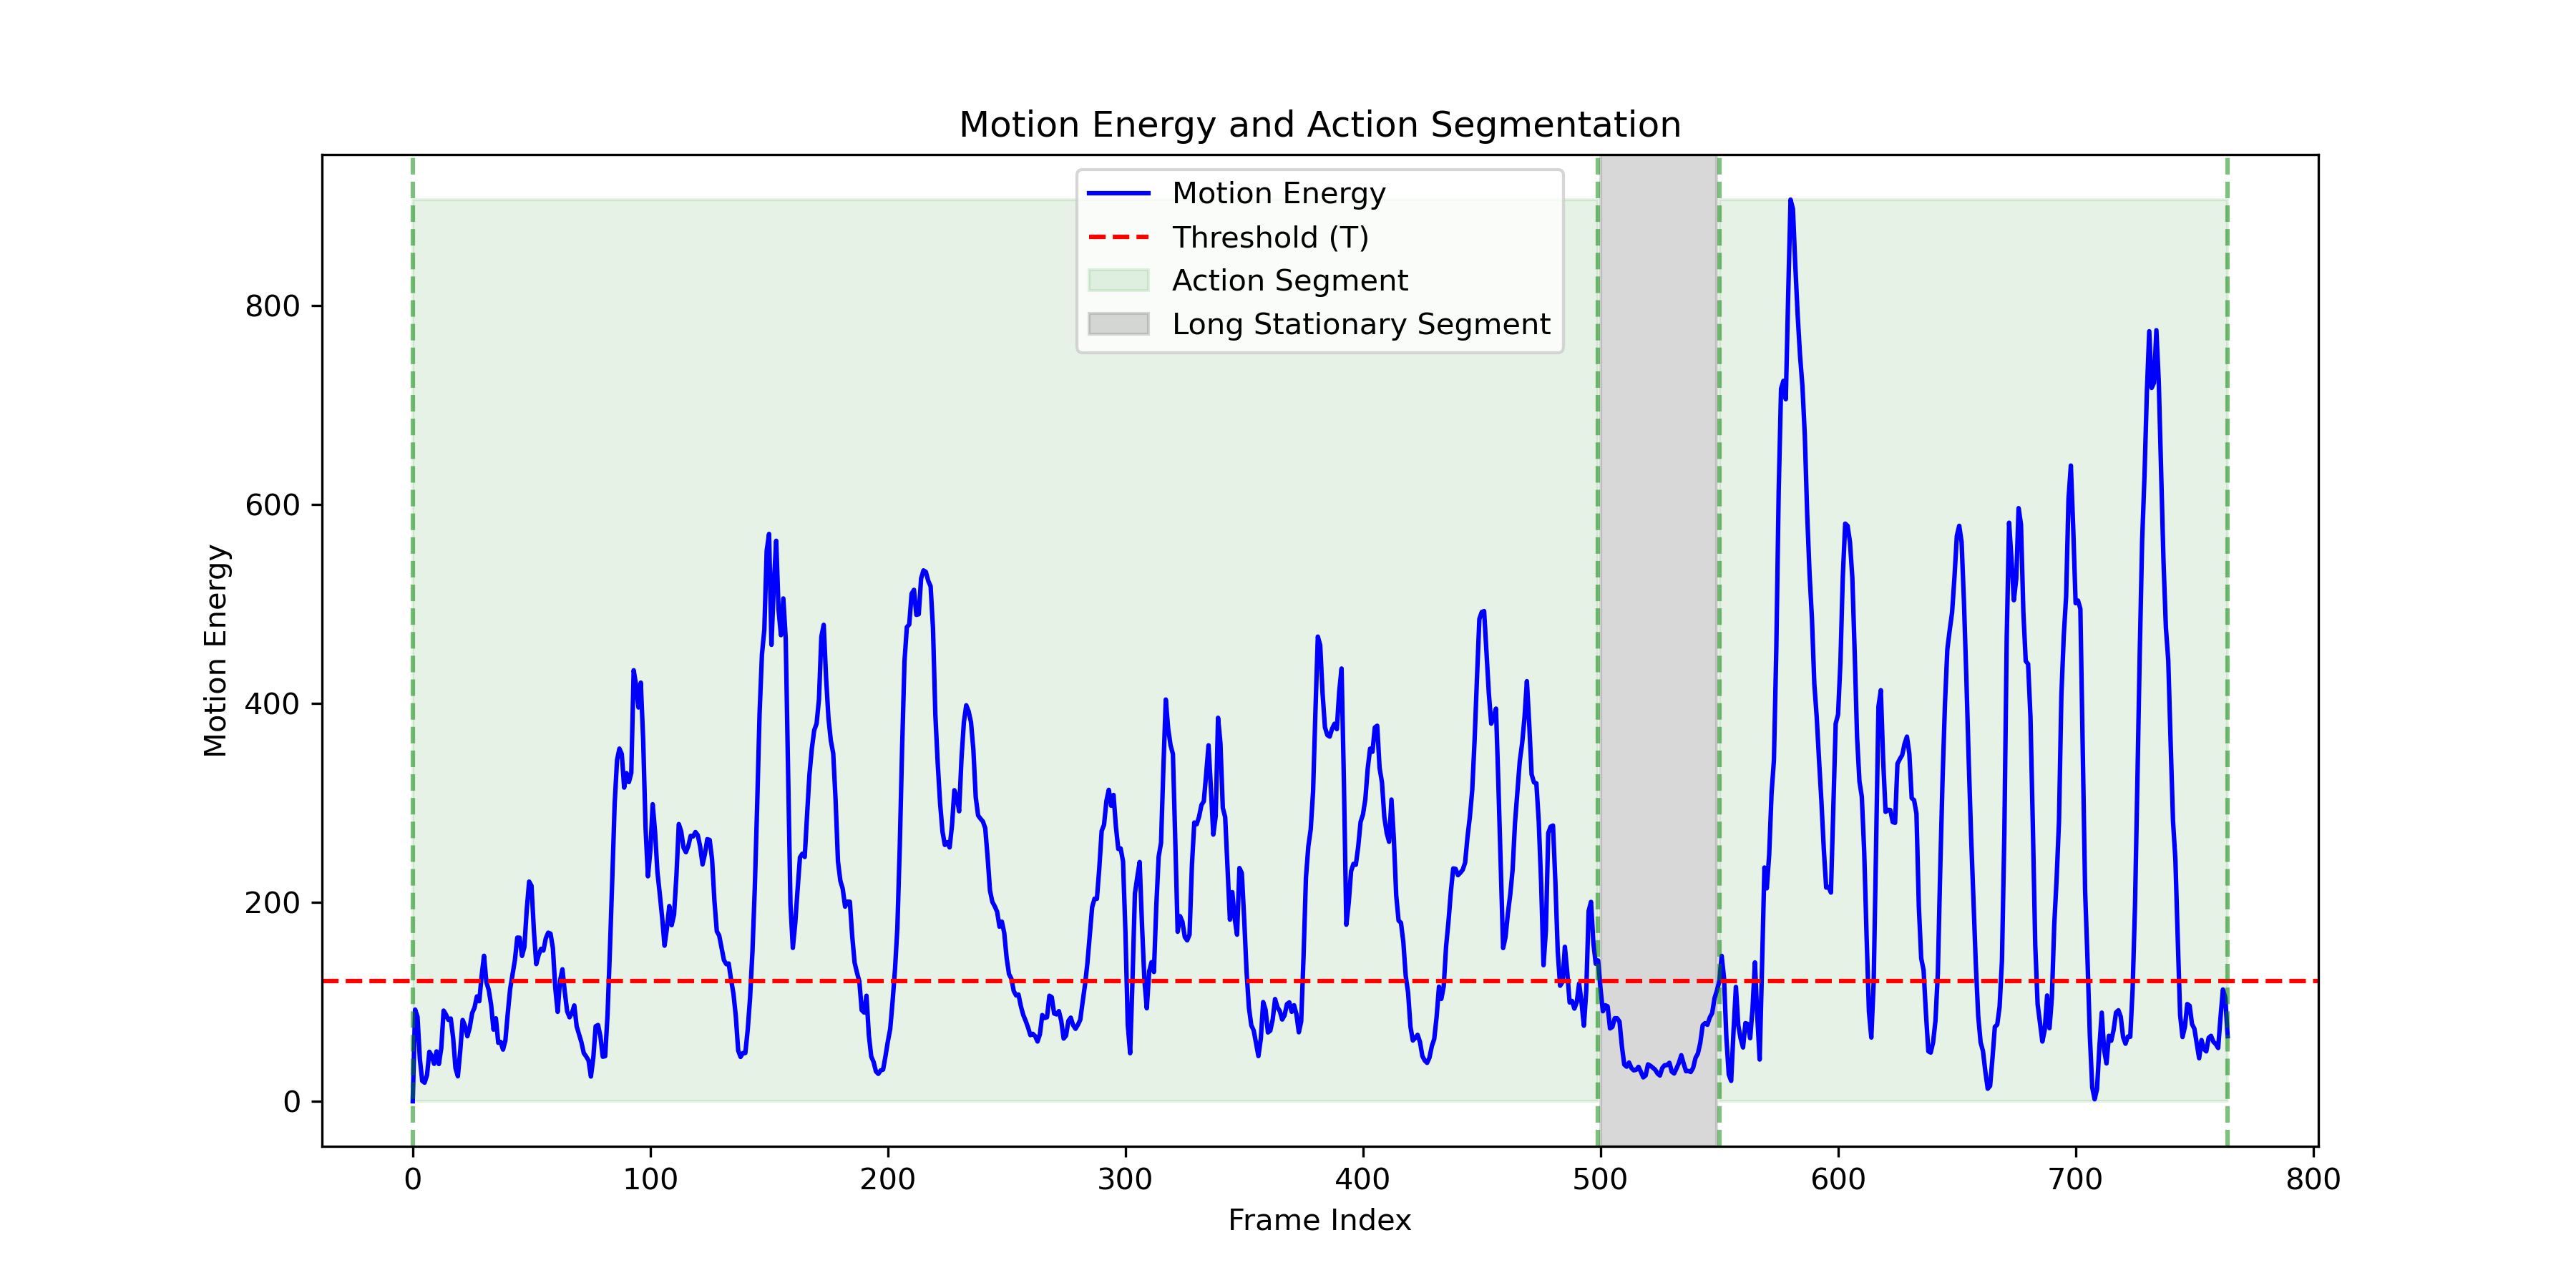 Motion Energy and Action Segmentation
Motion Energy
Threshold (T)
Action Segment
Long Stationary Segment
Motion Energy
800
600
400
200
0
0 100 200 300 400 500 600 700 800
Frame Index